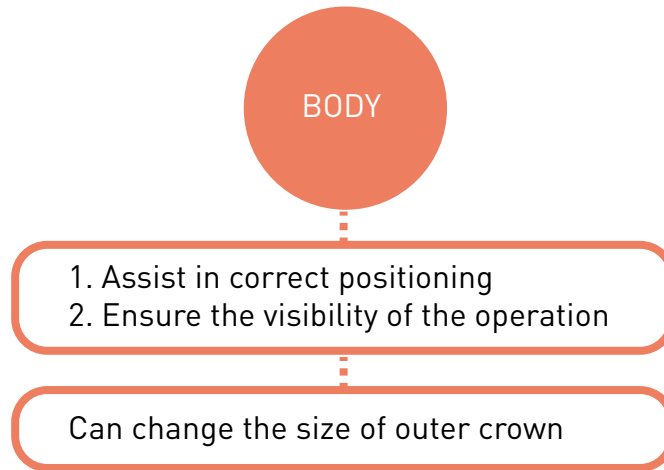 BODY
1. Assist in correct positioning
2. Ensure the visibility of the operation
Can change the size of outer crown